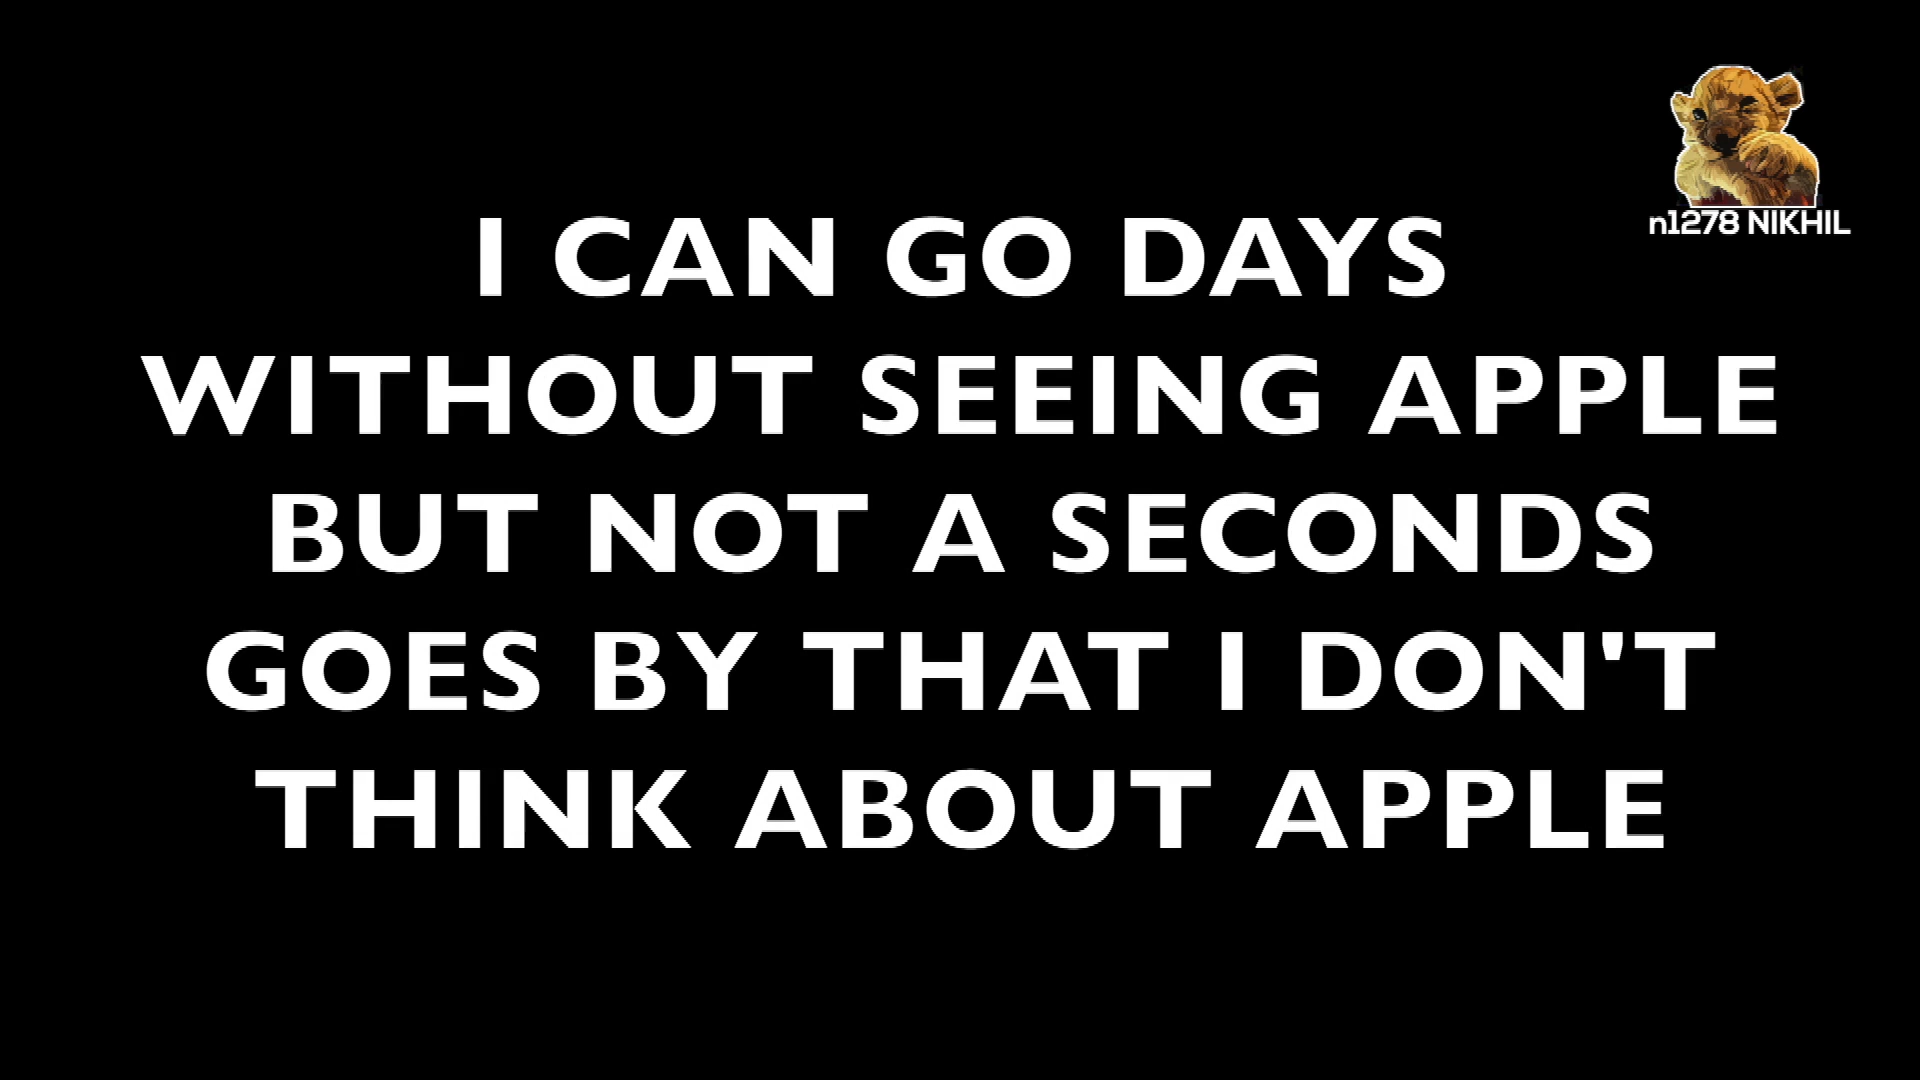 n1278 NIKHIL
I CAN GO DAYS
WITHOUT SEEING APPLE
BUT NOT A SECONDS
GOES BY THAT I DON'T
THINK ABOUT APPLE